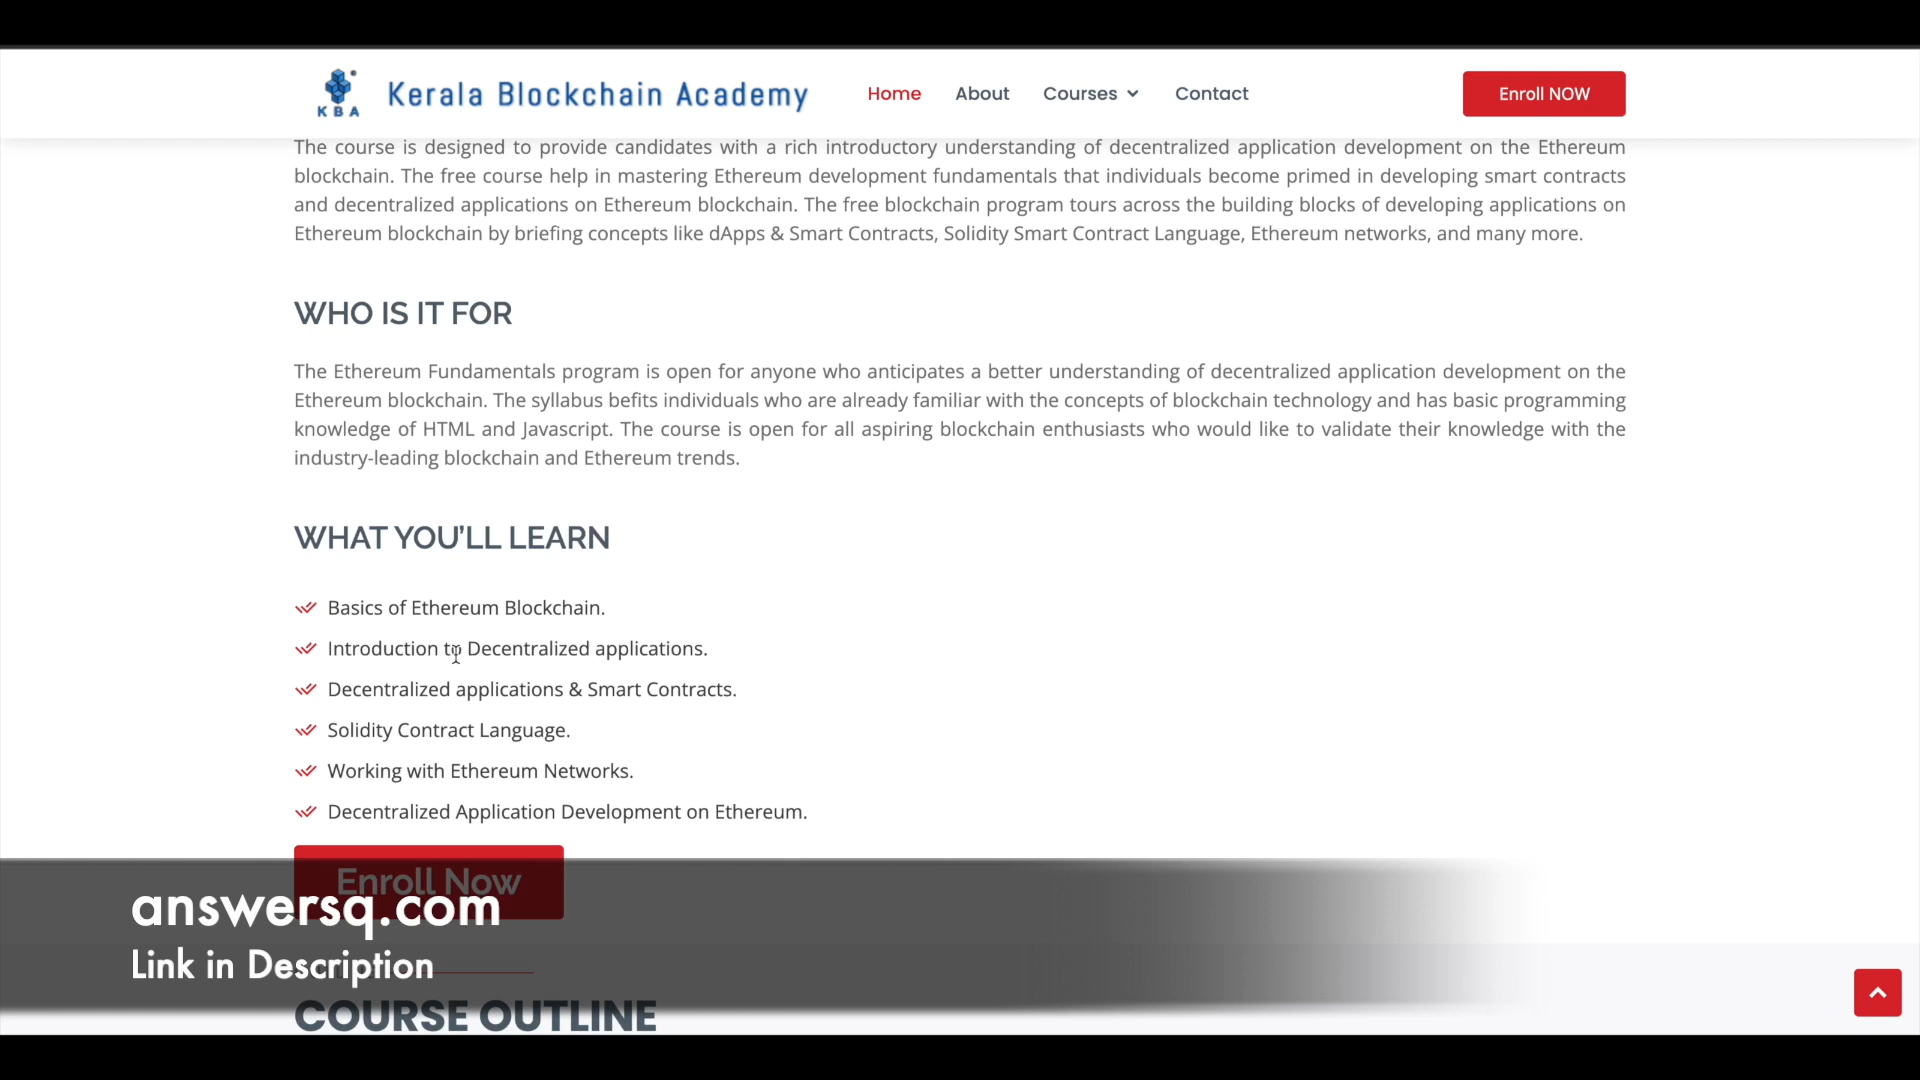 KBA
Kerala Blockchain Academy
Home
About
Courses
Contact
Enroll NOW
The course is designed to provide candidates with a rich introductory understanding of decentralized application development on the Ethereum
blockchain. The free course help in mastering Ethereum development fundamentals that individuals become primed in developing smart contracts
and decentralized applications on Ethereum blockchain. The free blockchain program tours across the building blocks of developing applications on
Ethereum blockchain by briefing concepts like dApps & Smart Contracts, Solidity Smart Contract Language, Ethereum networks, and many more.
WHO IS IT FOR
The Ethereum Fundamentals program is open for anyone who anticipates a better understanding of decentralized application development on the
Ethereum blockchain. The syllabus befits individuals who are already familiar with the concepts of blockchain technology and has basic programming
knowledge of HTML and Javascript. The course is open for all aspiring blockchain enthusiasts who would like to validate their knowledge with the
industry-leading blockchain and Ethereum trends.
WHAT YOU'LL LEARN
Basics of Ethereum Blockchain.
Introduction to Decentralized applications.
Decentralized applications & Smart Contracts.
Solidity Contract Language.
Working with Ethereum Networks.
Decentralized Application Development on Ethereum.
Enroll Now
answersq.com
Link in Description
COURSE OUTLINE